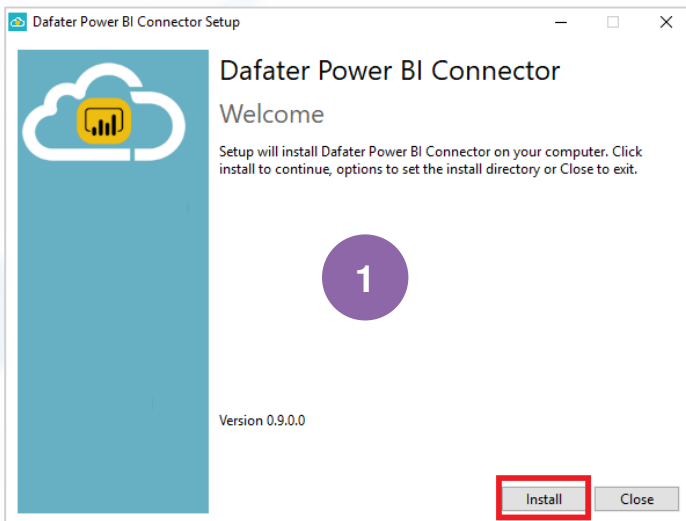 Dafater Power BI Connector Setup
Dafater Power BI Connector
Welcome
Setup will install Dafater Power BI Connector on your computer. Click
install to continue, options to set the install directory or Close to exit.
1
Version 0.9.0.0
Install Close